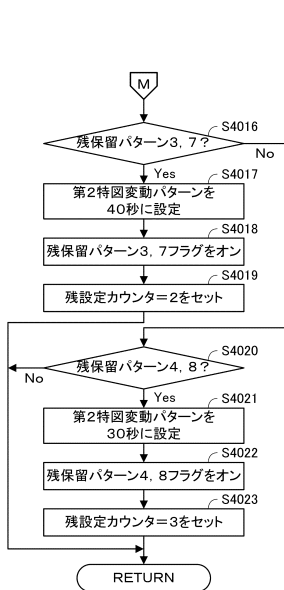 M
S4016
残保留パターン3，7？
No
Yes
S4017
第2特図変動パターンを
40秒に設定
S4018
残保留パターン3，7フラグをオン
S4019
残設定カウンタ＝2をセット
S4020
残保留パターン4，8？
No
Yes
S4021
第2特図変動パターンを
30秒に設定
S4022
残保留パターン4，8フラグをオン
S4023
残設定カウンタ＝3をセット
RETURN